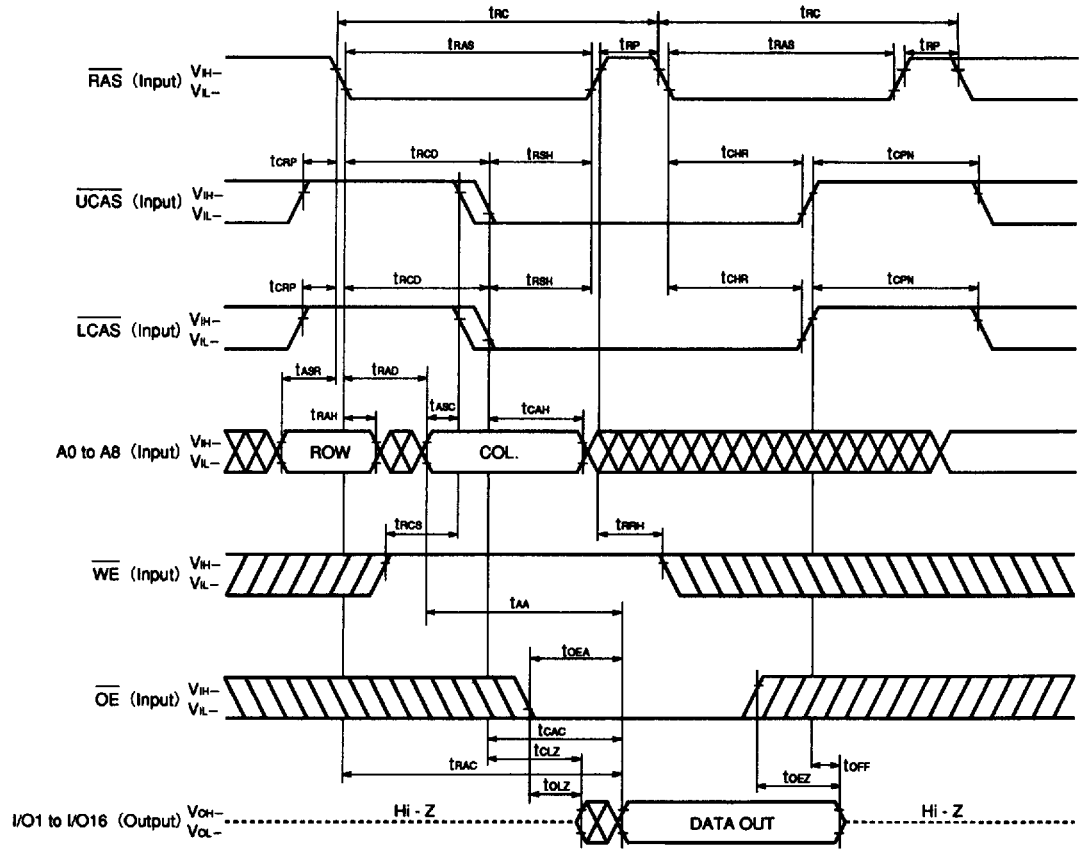 tRC tRC
tRAS tRP tRAS tRP
RAS (Input) VIH–
VIL–
tCRP tRCD tRSH tCHR tCPN
UCAS (Input) VIH–
VIL–
tCRP tRCD tRSH tCHR tCPN
LCAS (Input) VIH–
VIL–
tASR tRAD
tRAH tASC tCAH
A0 to A8 (Input) VIH–
VIL–
ROW COL.
tRCS tRRH
WE (Input) VIH–
VIL–
tAA
tOEA
OE (Input) VIH–
VIL–
tCAC
tCLZ tOFF
tRAC
tOLZ tOEZ
I/O1 to I/O16 (Output) VOH–
VOL–
Hi - Z DATA OUT Hi - Z